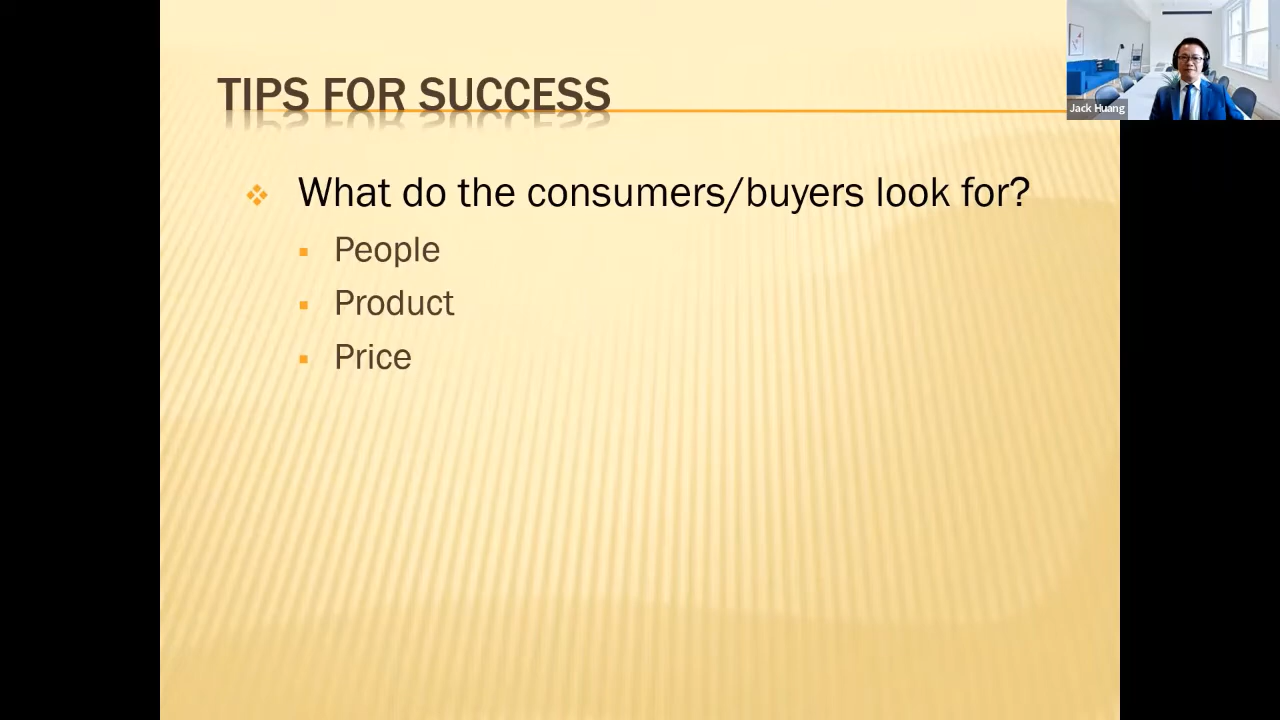 TIPS FOR SUCCESS
What do the consumers/buyers look for?
People
Product
Price
Jack Huang